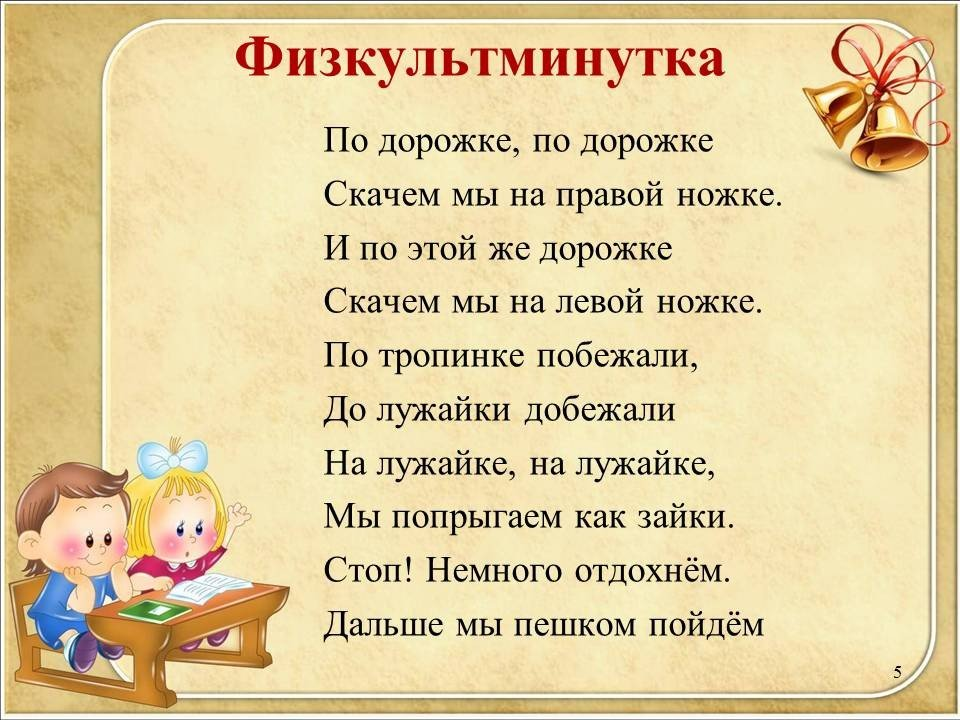 Физкультминутка
По дорожке, по дорожке
Скачем мы на правой ножке.
И по этой же дорожке
Скачем мы на левой ножке.
По тропинке побежали,
До лужайки добежали
На лужайке, на лужайке,
Мы попрыгаем как зайки.
Стоп! Немного отдохнём.
Дальше мы пешком пойдём
5